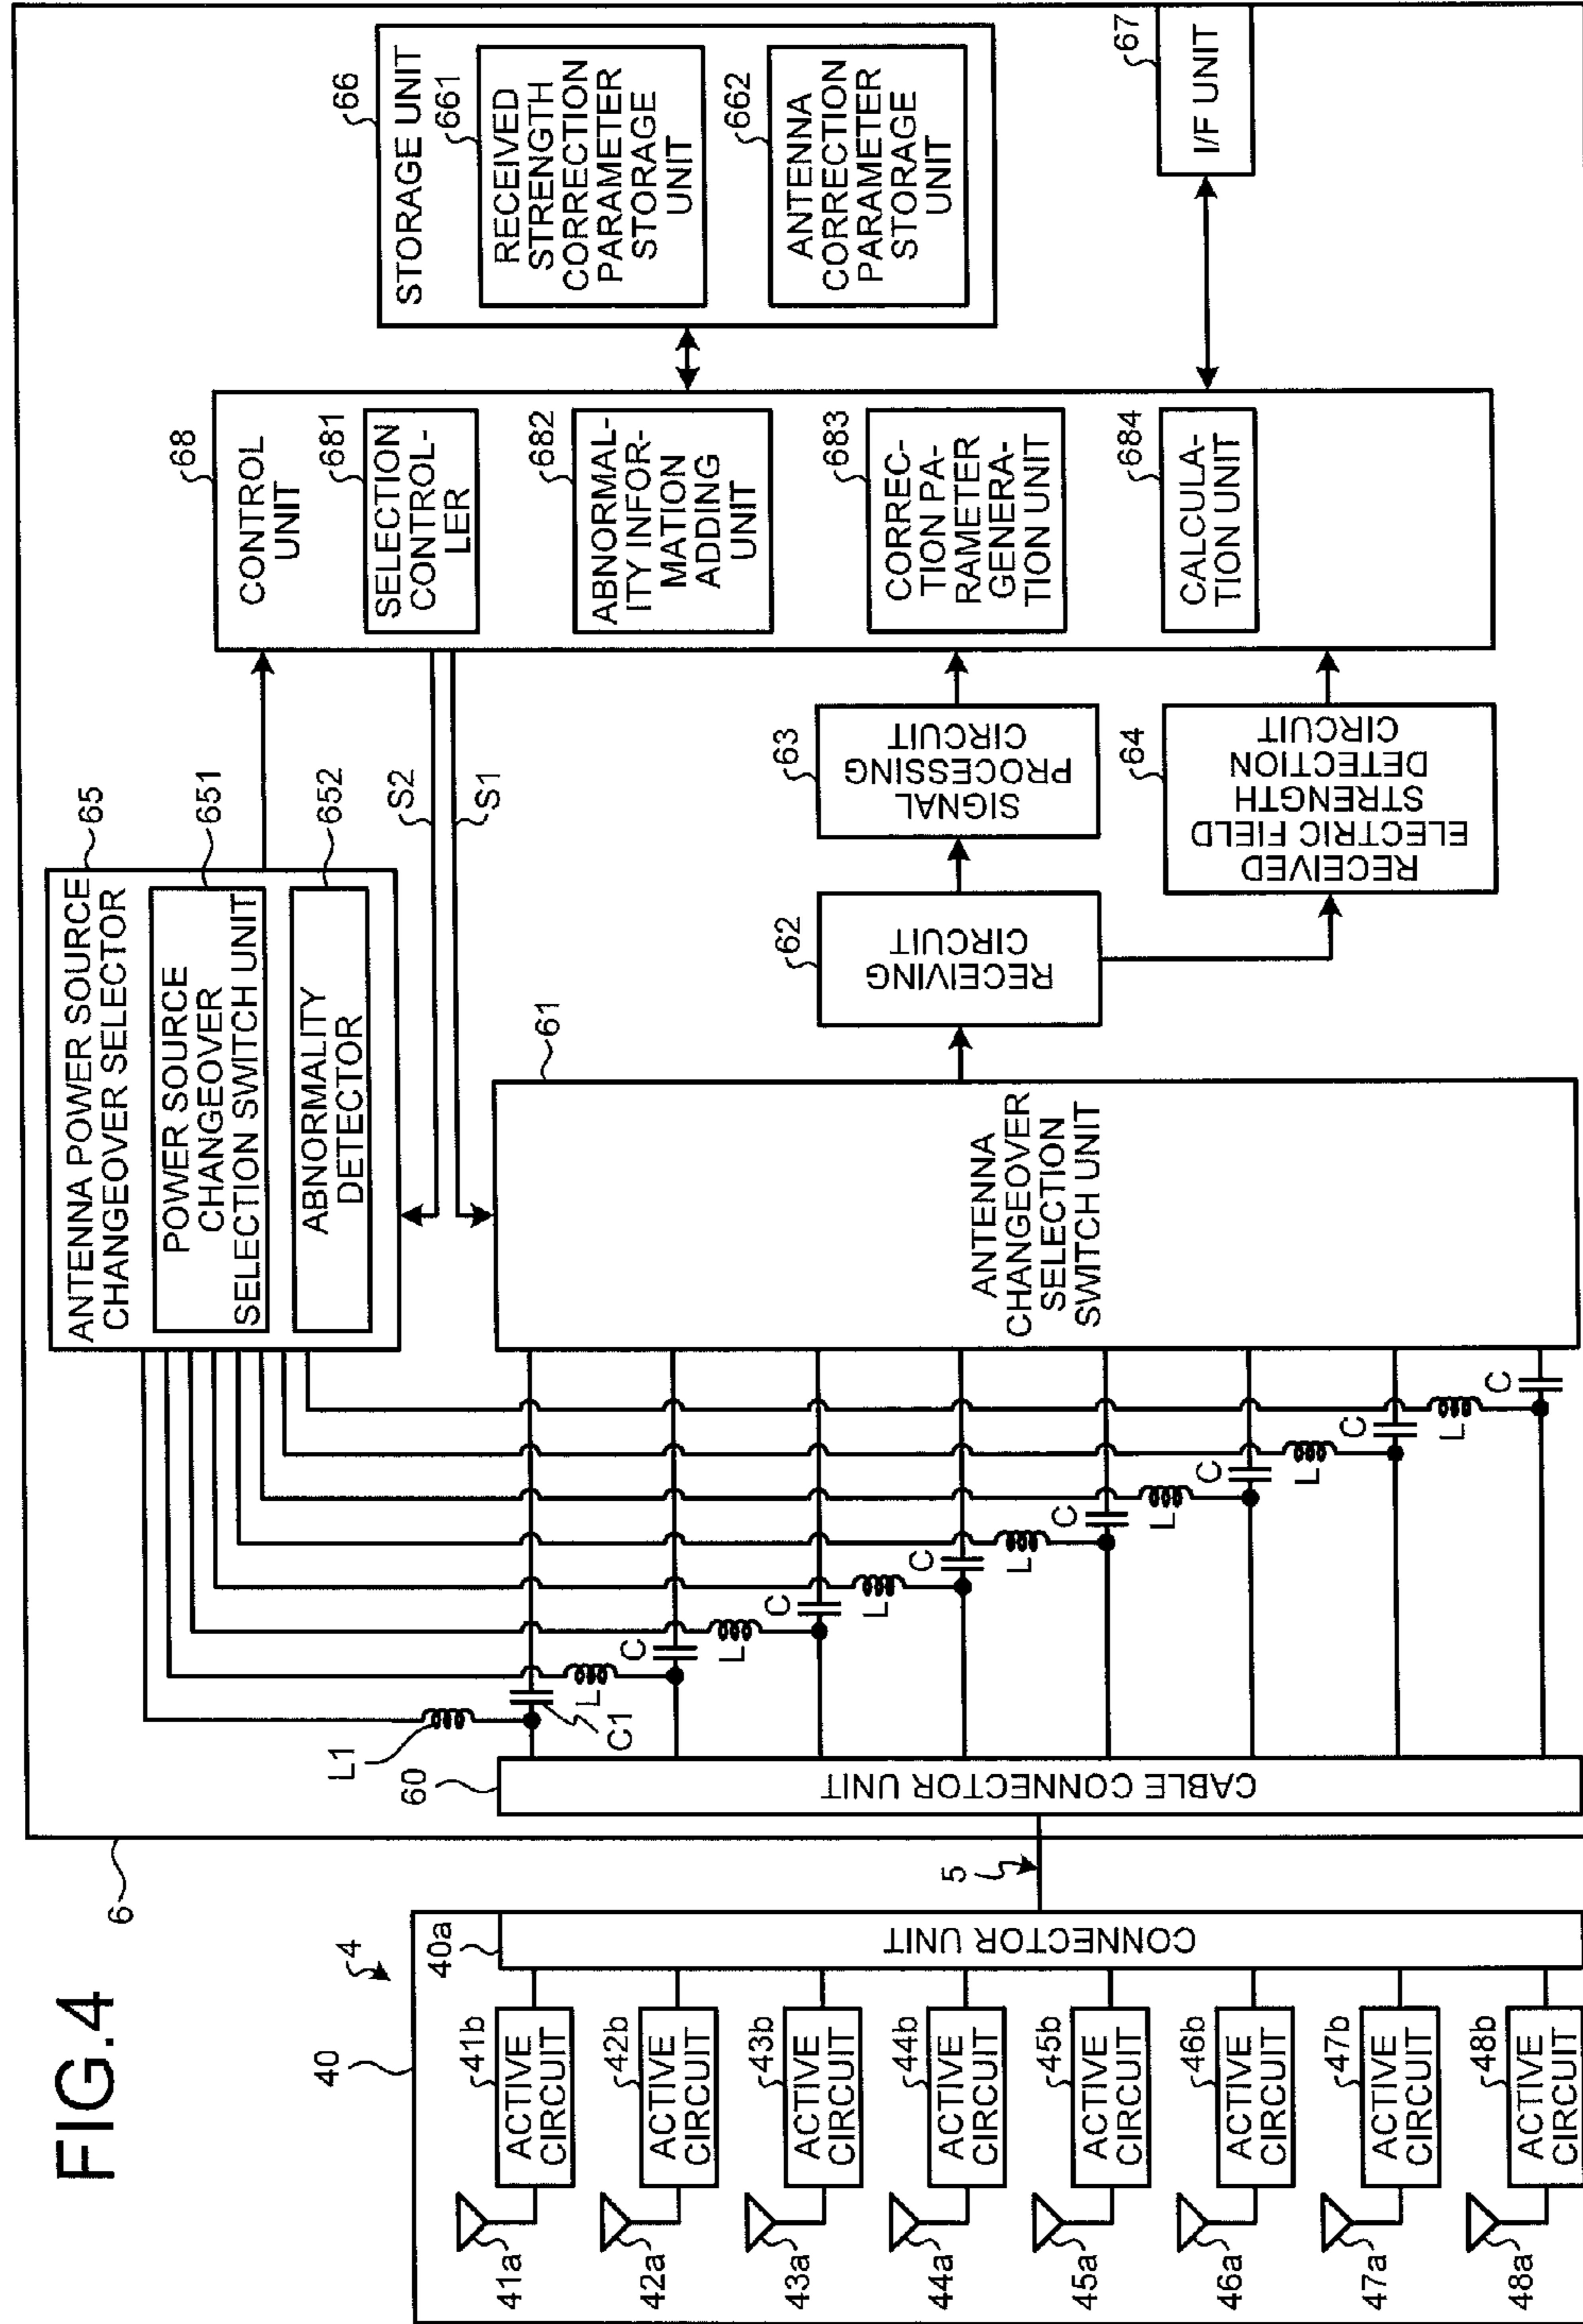 FIG.4
4
40
40a
41a
41b
ACTIVE
CIRCUIT
42a
42b
ACTIVE
CIRCUIT
43a
43b
ACTIVE
CIRCUIT
44a
44b
ACTIVE
CIRCUIT
45a
45b
ACTIVE
CIRCUIT
46a
46b
ACTIVE
CIRCUIT
47a
47b
ACTIVE
CIRCUIT
48a
48b
ACTIVE
CIRCUIT
CONNECTOR UNIT
5
6
60
CABLE CONNECTOR UNIT
L1
C1
L
C
L
C
L
C
L
C
L
C
L
C
L
C
65
ANTENNA POWER SOURCE
CHANGEOVER SELECTOR
651
POWER SOURCE
CHANGEOVER
SELECTION SWITCH UNIT
652
ABNORMALITY
DETECTOR
S2
S1
61
ANTENNA
CHANGEOVER
SELECTION
SWITCH UNIT
62
RECEIVING
CIRCUIT
63
SIGNAL
PROCESSING
CIRCUIT
64
RECEIVED
ELECTRIC FIELD
STRENGTH
DETECTION
CIRCUIT
68
CONTROL
UNIT
681
SELECTION
CONTROL-
LER
682
ABNORMAL-
ITY INFOR-
MATION
ADDING
UNIT
683
CORREC-
TION PA-
RAMETER
GENERA-
TION UNIT
684
CALCULA-
TION UNIT
66
STORAGE UNIT
661
RECEIVED
STRENGTH
CORRECTION
PARAMETER
STORAGE
UNIT
662
ANTENNA
CORRECTION
PARAMETER
STORAGE
UNIT
67
I/F UNIT